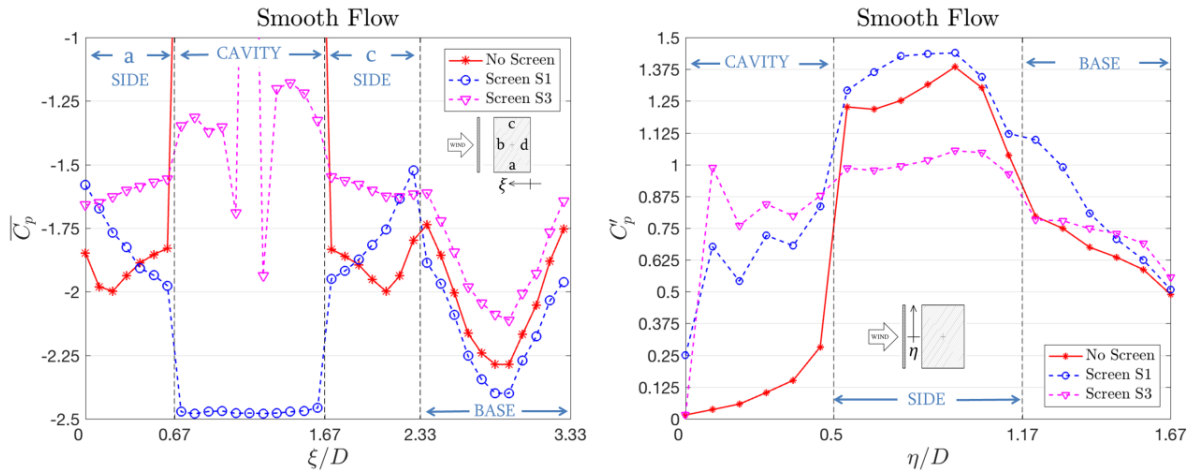 Smooth Flow
-1
a
SIDE
CAVITY
c
SIDE
No Screen
Screen S1
Screen S3
-1.25
-1.5
-1.75
-2
-2.25
-2.5
C̅p
WIND
c
b
d
a
ξ
BASE
0
0.67
1.67
2.33
3.33
ξ/D
Smooth Flow
1.5
1.375
1.25
1.125
1
0.875
0.75
0.625
0.5
0.375
0.25
0.125
0
C′p
CAVITY
BASE
WIND
η
SIDE
No Screen
Screen S1
Screen S3
0
0.5
1.17
1.67
η/D